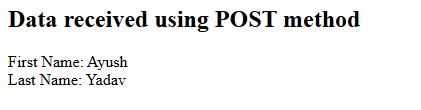 Data received using POST method
First Name: Ayush
Last Name: Yadav